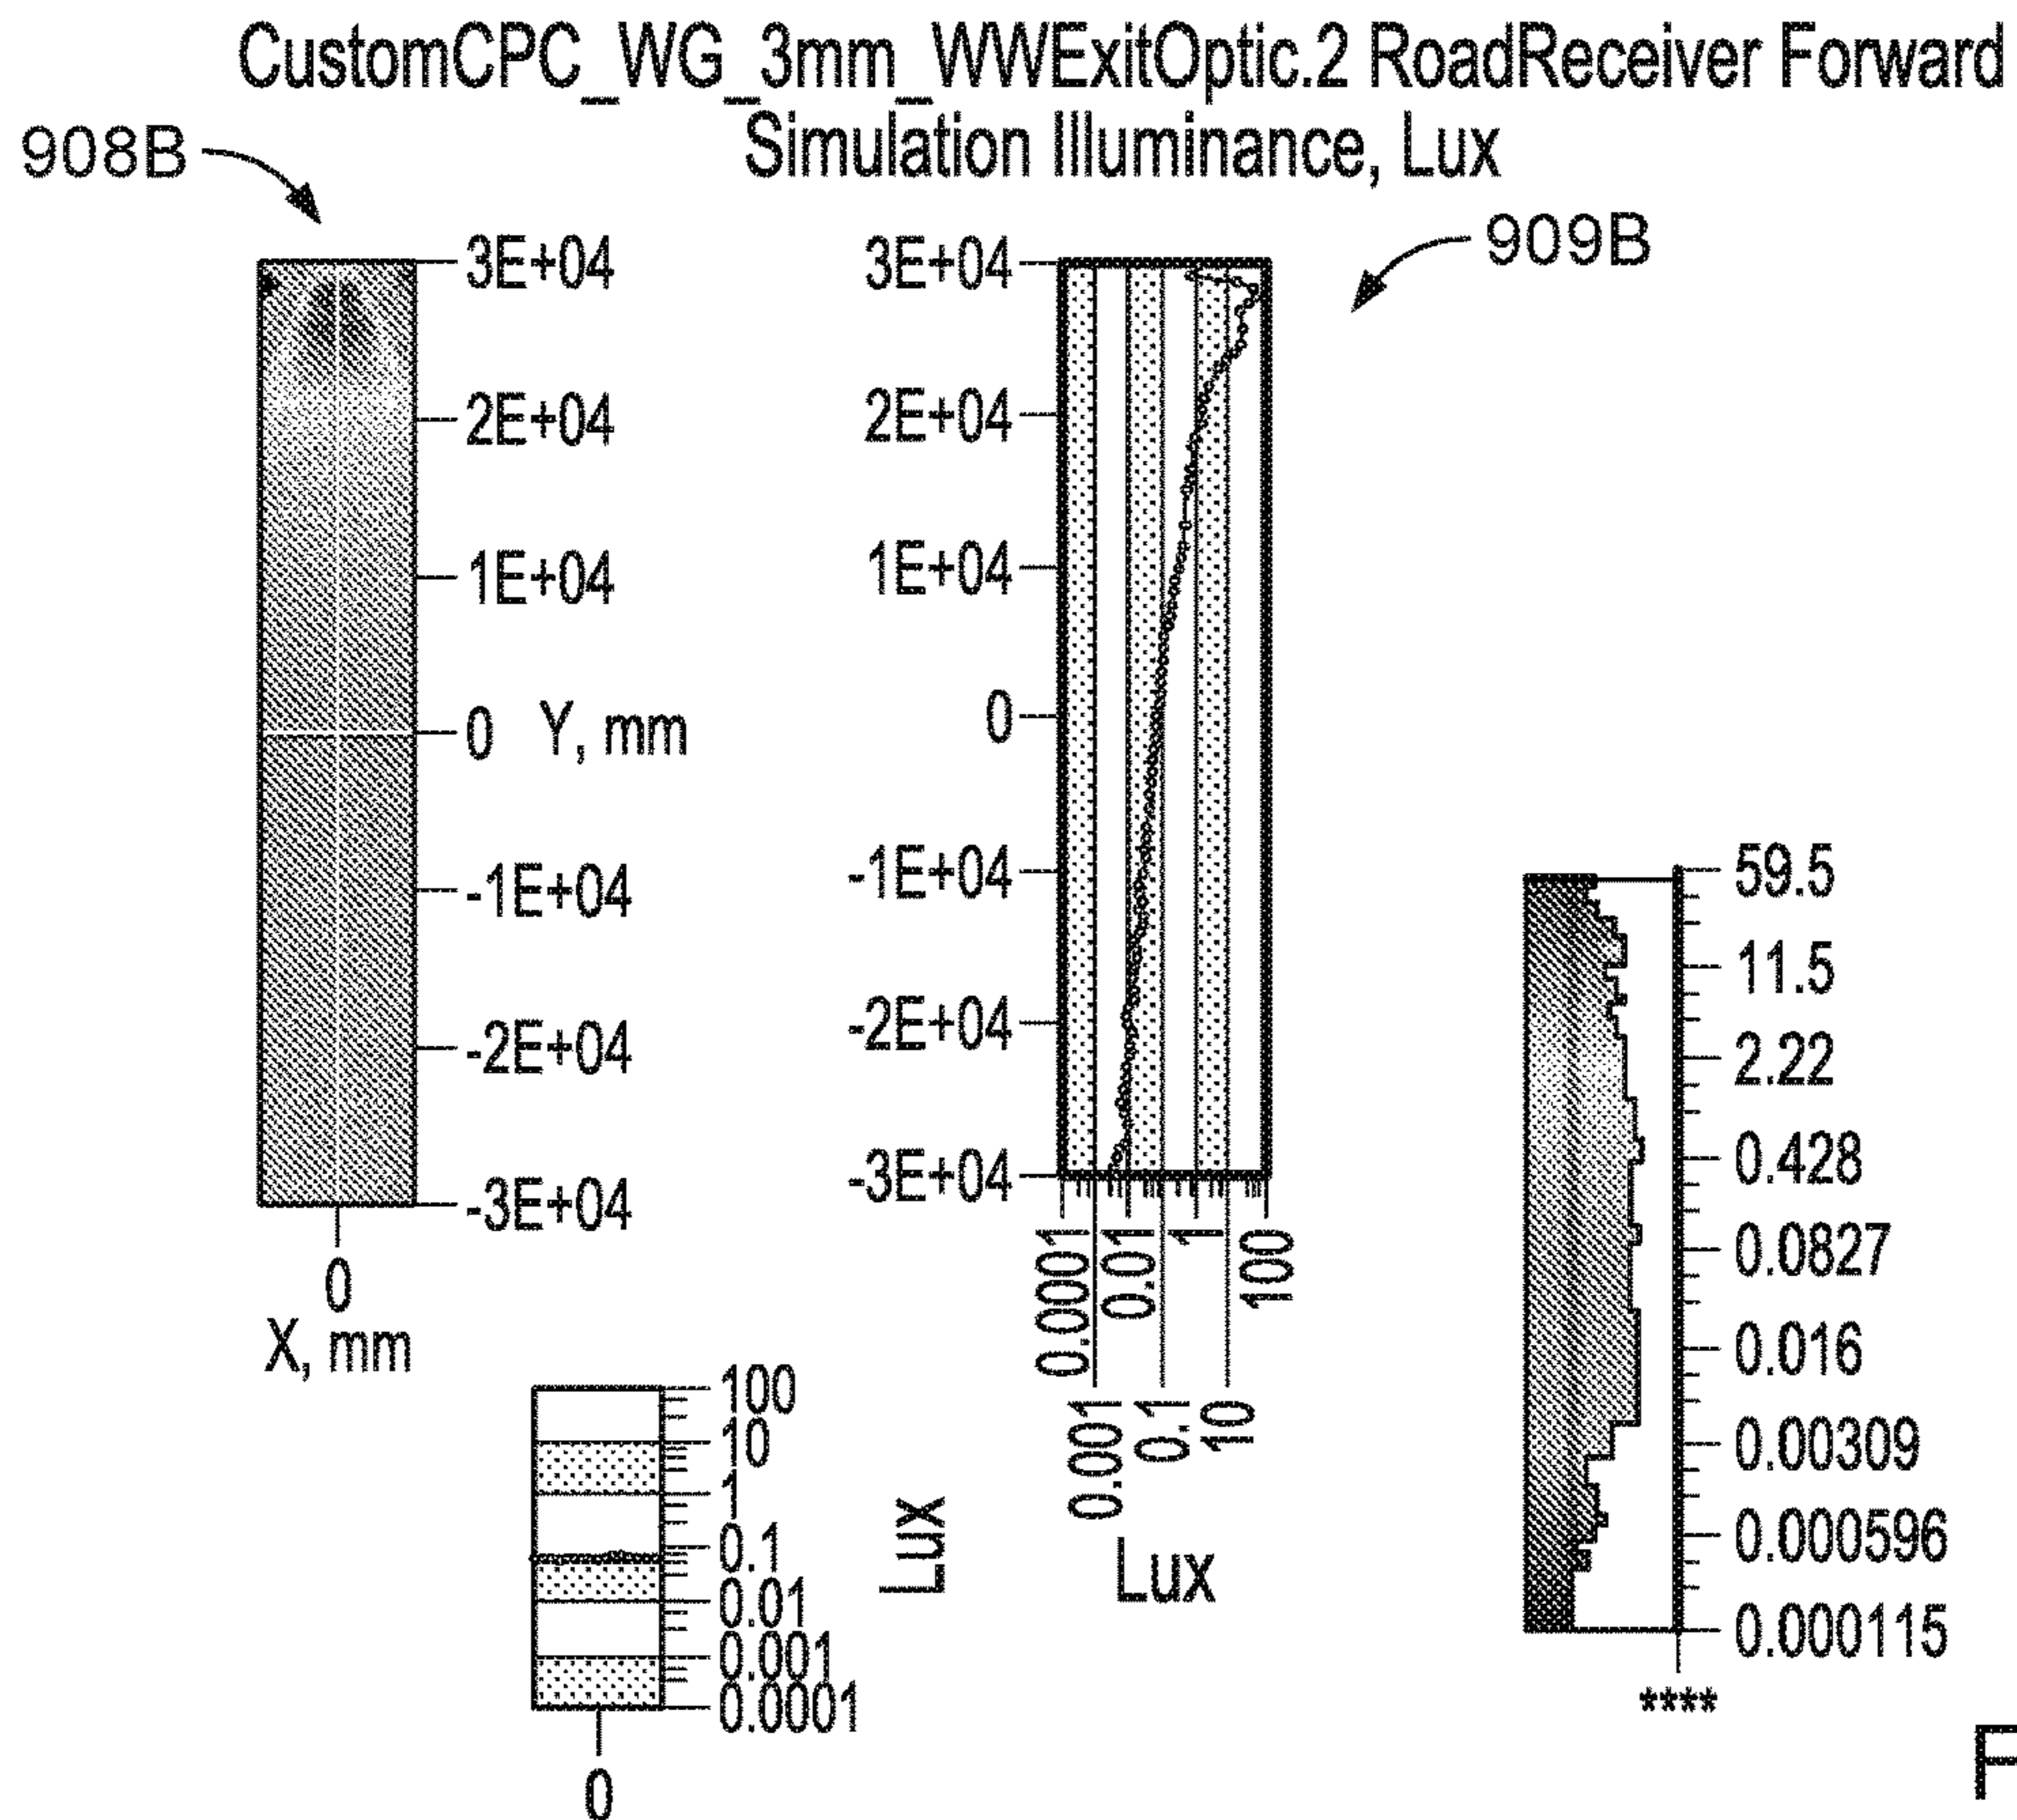 CustomCPC_WG_3mm_WWExitOptic.2 RoadReceiver Forward
Simulation Illuminance, Lux
908B
909B
3E+04
2E+04
1E+04
0 Y, mm
-1E+04
-2E+04
-3E+04
0
X, mm
3E+04
2E+04
1E+04
0
-1E+04
-2E+04
-3E+04
0.0001
0.001
0.01
0.1
1
10
100
Lux
100
10
1
0.1
0.01
0.001
0.0001
Lux
0
59.5
11.5
2.22
0.428
0.0827
0.016
0.00309
0.000596
0.000115
****
F